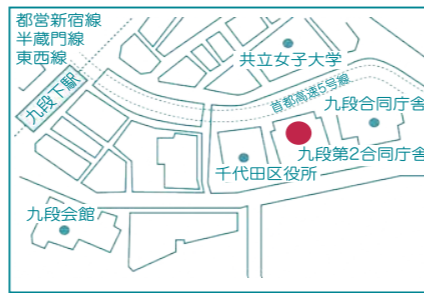 都営新宿線
半蔵門線
東西線
九段下駅
共立女子大学
首都高速5号線
九段合同庁舎
九段第2合同庁舎
千代田区役所
九段会館